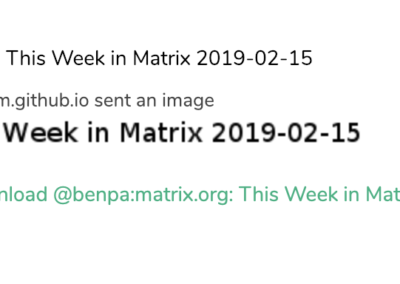 This Week in Matrix 2019-02-15
m.github.io sent an image
Week in Matrix 2019-02-15
nload @benpa:matrix.org: This Week in Mat